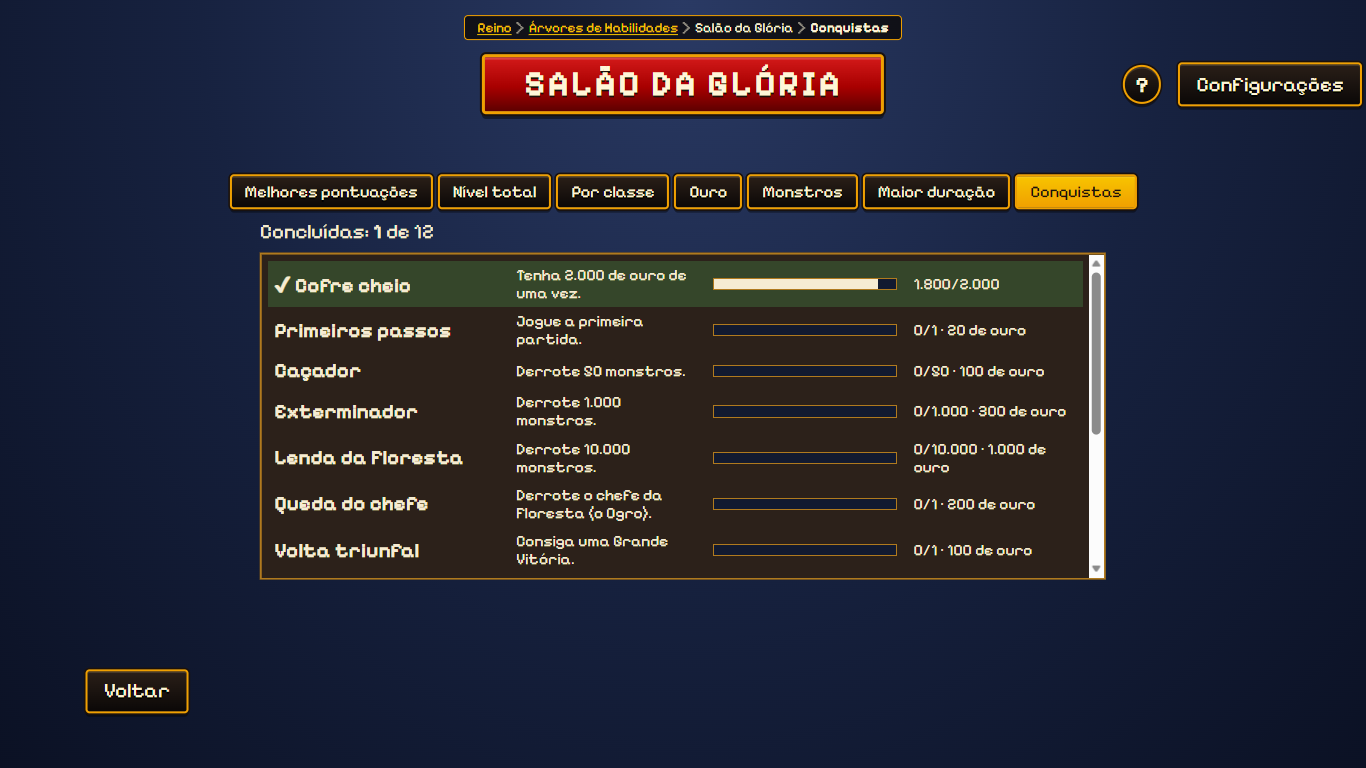 Reino > Árvores de Habilidades > Salão da Glória > Conquistas
SALÃO DA GLÓRIA
?
Configurações
Melhores pontuações
Nível total
Por classe
Ouro
Monstros
Maior duração
Conquistas
Concluídas: 1 de 12
✓ Cofre cheio
Tenha 2.000 de ouro de
uma vez.
1.800/2.000
Primeiros passos
Jogue a primeira
partida.
0/1 · 20 de ouro
Caçador
Derrote 50 monstros.
0/50 · 100 de ouro
Exterminador
Derrote 1.000
monstros.
0/1.000 · 300 de ouro
Lenda da Floresta
Derrote 10.000
monstros.
0/10.000 · 1.000 de
ouro
Queda do chefe
Derrote o chefe da
Floresta (o Ogro).
0/1 · 200 de ouro
Volta triunfal
Consiga uma Grande
Vitória.
0/1 · 100 de ouro
Voltar